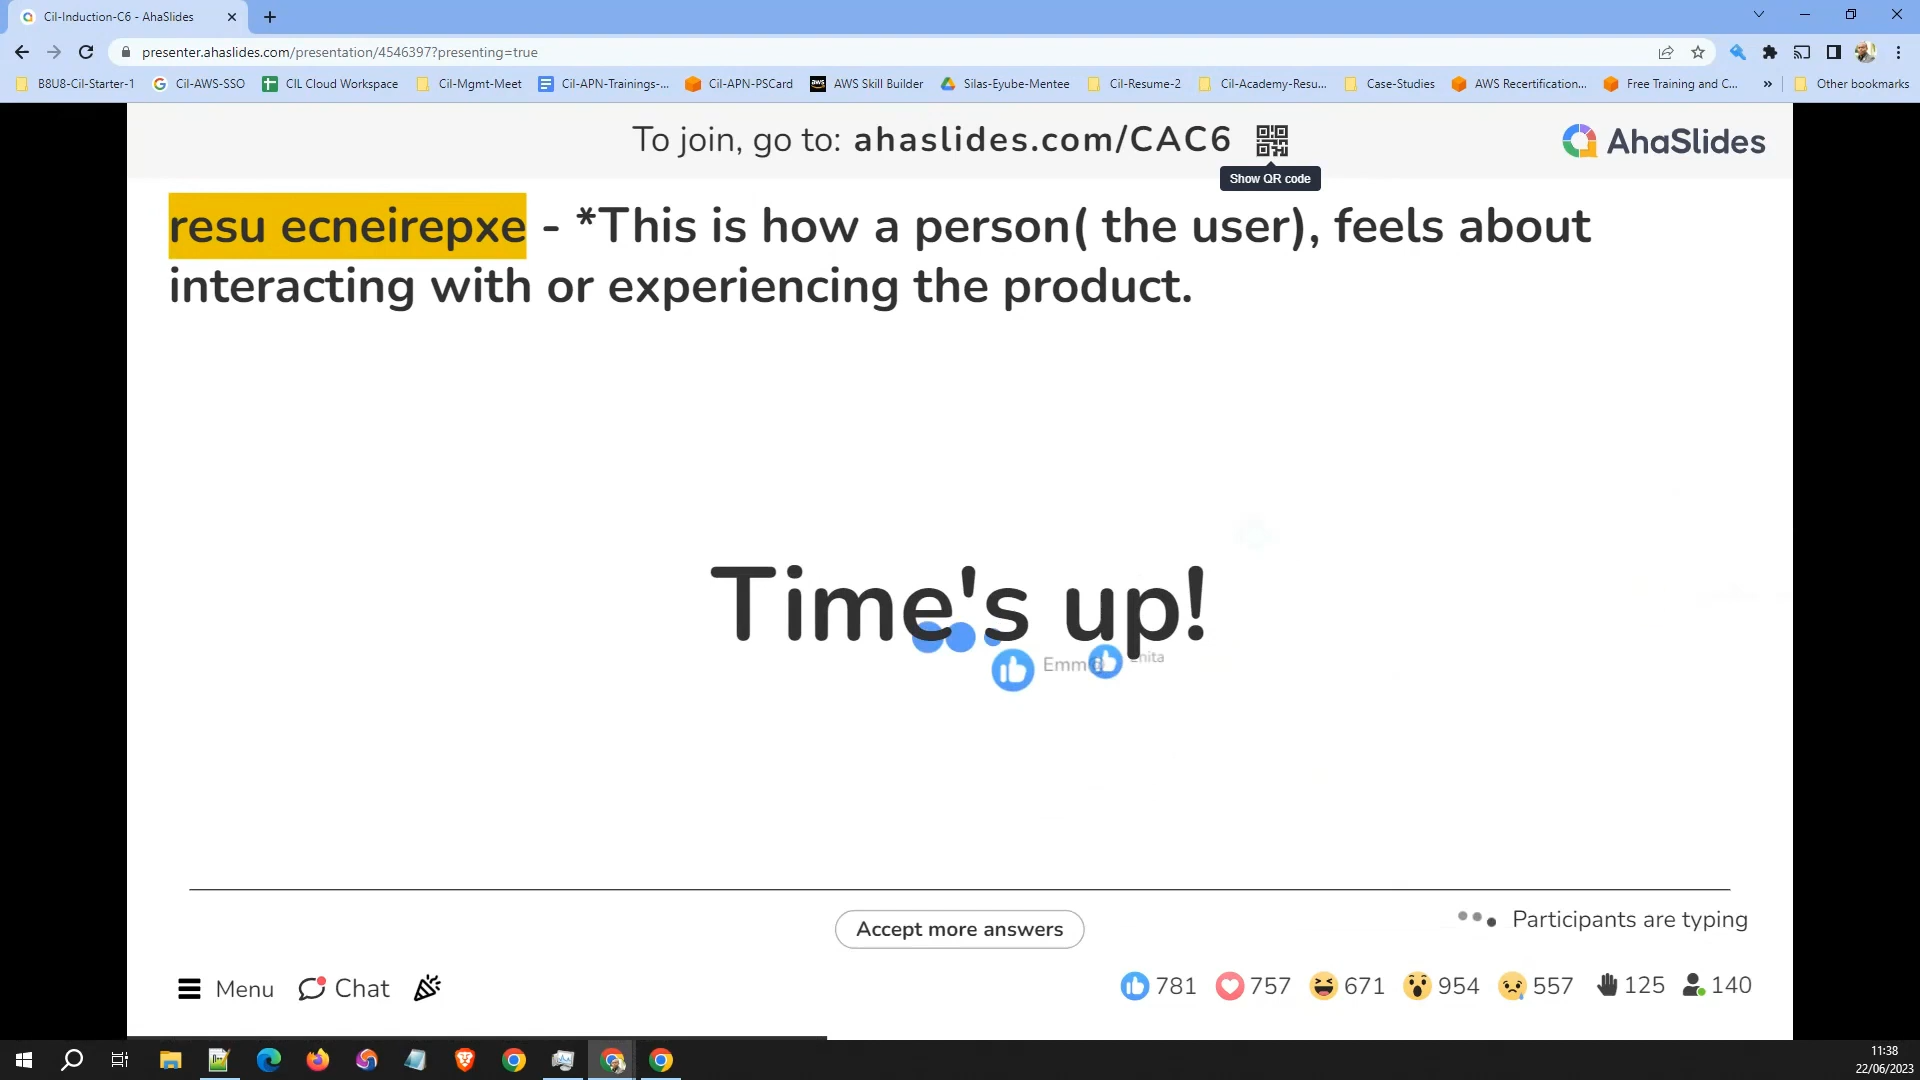 Cil-Induction-C6 - AhaSlides
presenter.ahaslides.com/presentation/4546397?presenting=true
B8U8-Cil-Starter-1 Cil-AWS-SSO CIL Cloud Workspace Cil-Mgmt-Meet Cil-APN-Trainings-... Cil-APN-PSCard AWS Skill Builder Silas-Eyube-Mentee Cil-Resume-2 Cil-Academy-Resu... Case-Studies AWS Recertification... Free Training and C... » Other bookmarks
To join, go to: ahaslides.com/CAC6
AhaSlides
Show QR code
resu ecneirepxe - *This is how a person( the user), feels about
interacting with or experiencing the product.
Time's up!
Accept more answers
Participants are typing
Menu Chat 781 757 671 954 557 125 140
11:38
22/06/2023